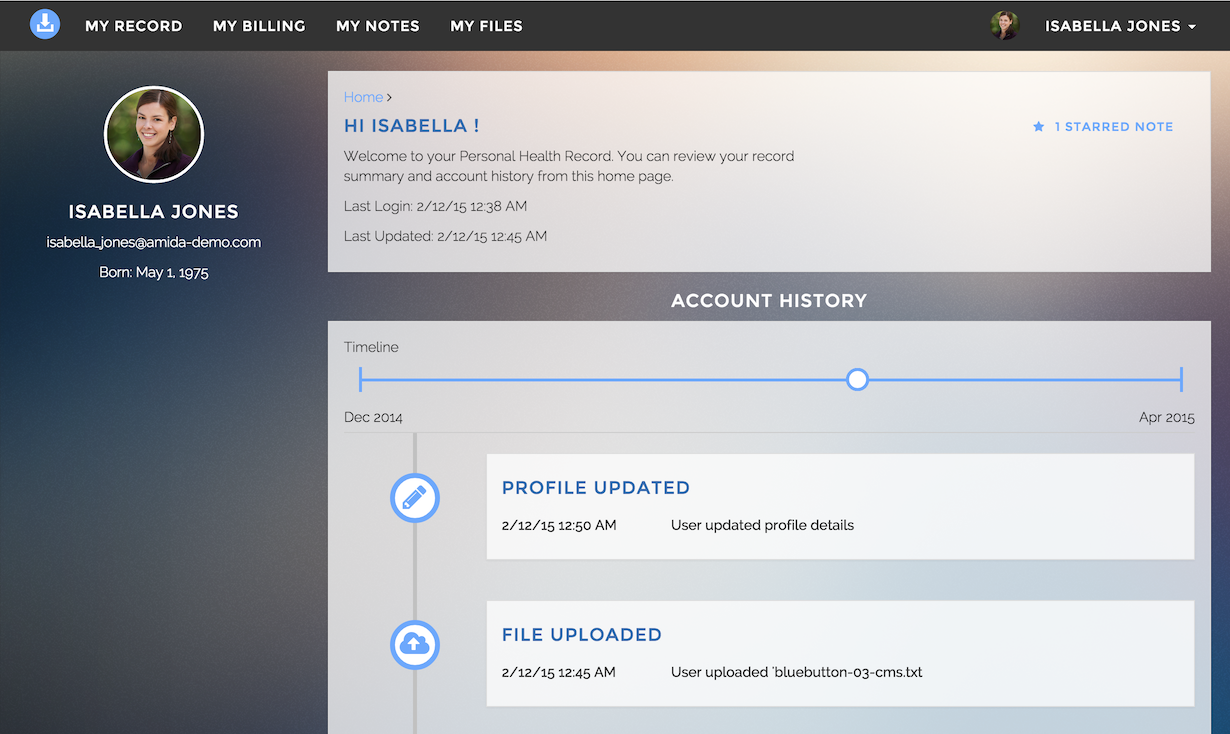 MY RECORD MY BILLING MY NOTES MY FILES ISABELLA JONES
ISABELLA JONES
isabella_jones@amida-demo.com
Born: May 1, 1975
Home >
HI ISABELLA !
1 STARRED NOTE
Welcome to your Personal Health Record. You can review your record
summary and account history from this home page.
Last Login: 2/12/15 12:38 AM
Last Updated: 2/12/15 12:45 AM
ACCOUNT HISTORY
Timeline
Dec 2014 Apr 2015
PROFILE UPDATED
2/12/15 12:50 AM User updated profile details
FILE UPLOADED
2/12/15 12:45 AM User uploaded 'bluebutton-03-cms.txt